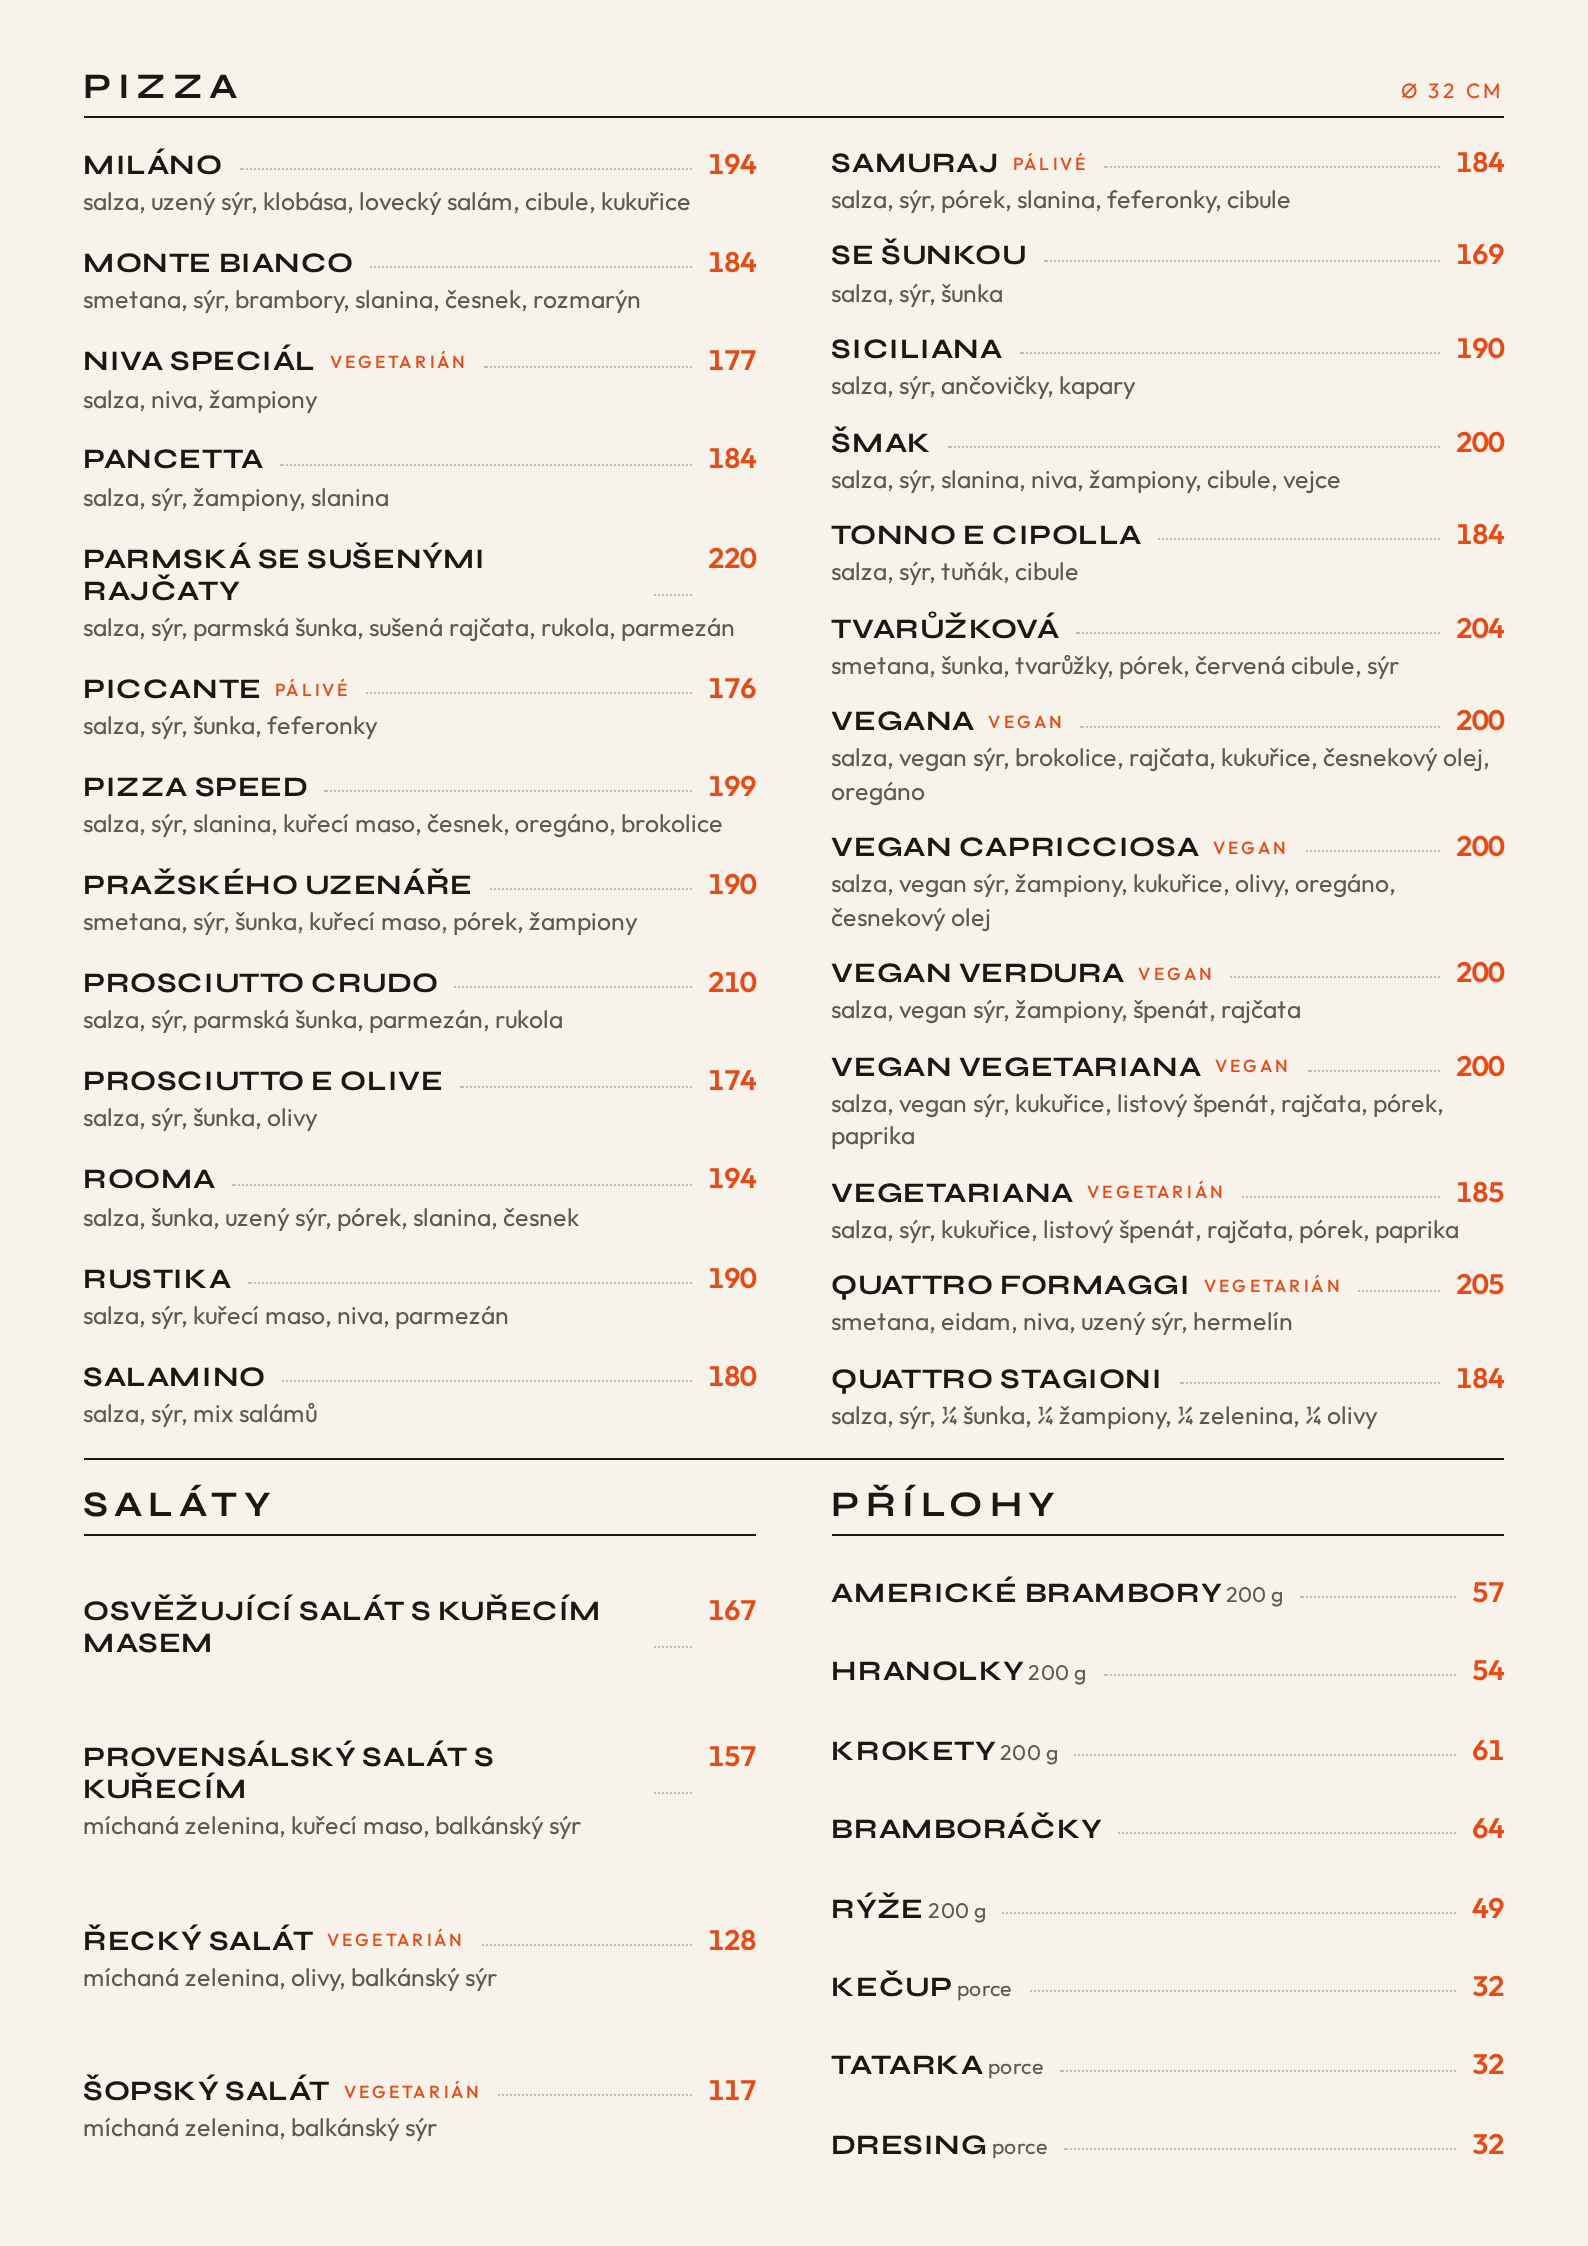 PIZZA
Ø 32 CM
MILÁNO 194
salza, uzený sýr, klobása, lovecký salám, cibule, kukuřice
MONTE BIANCO 184
smetana, sýr, brambory, slanina, česnek, rozmarýn
NIVA SPECIÁL VEGETARIÁN 177
salza, niva, žampiony
PANCETTA 184
salza, sýr, žampiony, slanina
PARMSKÁ SE SUŠENÝMI 220
RAJČATY
salza, sýr, parmská šunka, sušená rajčata, rukola, parmezán
PICCANTE PÁLIVÉ 176
salza, sýr, šunka, feferonky
PIZZA SPEED 199
salza, sýr, slanina, kuřecí maso, česnek, oregáno, brokolice
PRAŽSKÉHO UZENÁŘE 190
smetana, sýr, šunka, kuřecí maso, pórek, žampiony
PROSCIUTTO CRUDO 210
salza, sýr, parmská šunka, parmezán, rukola
PROSCIUTTO E OLIVE 174
salza, sýr, šunka, olivy
ROOMA 194
salza, šunka, uzený sýr, pórek, slanina, česnek
RUSTIKA 190
salza, sýr, kuřecí maso, niva, parmezán
SALAMINO 180
salza, sýr, mix salámů
SAMURAJ PÁLIVÉ 184
salza, sýr, pórek, slanina, feferonky, cibule
SE ŠUNKOU 169
salza, sýr, šunka
SICILIANA 190
salza, sýr, ančovičky, kapary
ŠMAK 200
salza, sýr, slanina, niva, žampiony, cibule, vejce
TONNO E CIPOLLA 184
salza, sýr, tuňák, cibule
TVARŮŽKOVÁ 204
smetana, šunka, tvarůžky, pórek, červená cibule, sýr
VEGANA VEGAN 200
salza, vegan sýr, brokolice, rajčata, kukuřice, česnekový olej,
oregáno
VEGAN CAPRICCIOSA VEGAN 200
salza, vegan sýr, žampiony, kukuřice, olivy, oregáno,
česnekový olej
VEGAN VERDURA VEGAN 200
salza, vegan sýr, žampiony, špenát, rajčata
VEGAN VEGETARIANA VEGAN 200
salza, vegan sýr, kukuřice, listový špenát, rajčata, pórek,
paprika
VEGETARIANA VEGETARIÁN 185
salza, sýr, kukuřice, listový špenát, rajčata, pórek, paprika
QUATTRO FORMAGGI VEGETARIÁN 205
smetana, eidam, niva, uzený sýr, hermelín
QUATTRO STAGIONI 184
salza, sýr, ¼ šunka, ¼ žampiony, ¼ zelenina, ¼ olivy
SALÁTY
OSVĚŽUJÍCÍ SALÁT S KUŘECÍM 167
MASEM
PROVENSÁLSKÝ SALÁT S 157
KUŘECÍM
míchaná zelenina, kuřecí maso, balkánský sýr
ŘECKÝ SALÁT VEGETARIÁN 128
míchaná zelenina, olivy, balkánský sýr
ŠOPSKÝ SALÁT VEGETARIÁN 117
míchaná zelenina, balkánský sýr
PŘÍLOHY
AMERICKÉ BRAMBORY 200 g 57
HRANOLKY 200 g 54
KROKETY 200 g 61
BRAMBORÁČKY 64
RÝŽE 200 g 49
KEČUP porce 32
TATARKA porce 32
DRESING porce 32